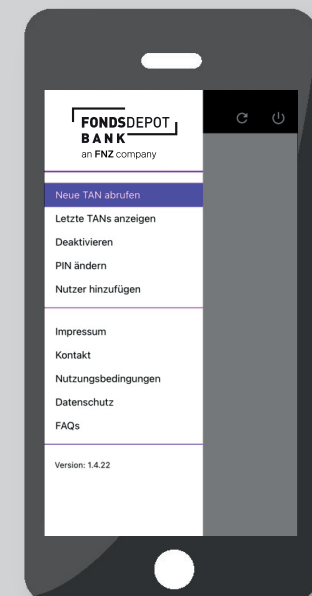 FONDSDEPOT
BANK
an FNZ company
Neue TAN abrufen
Letzte TANs anzeigen
Deaktivieren
PIN ändern
Nutzer hinzufügen
Impressum
Kontakt
Nutzungsbedingungen
Datenschutz
FAQs
Version: 1.4.22